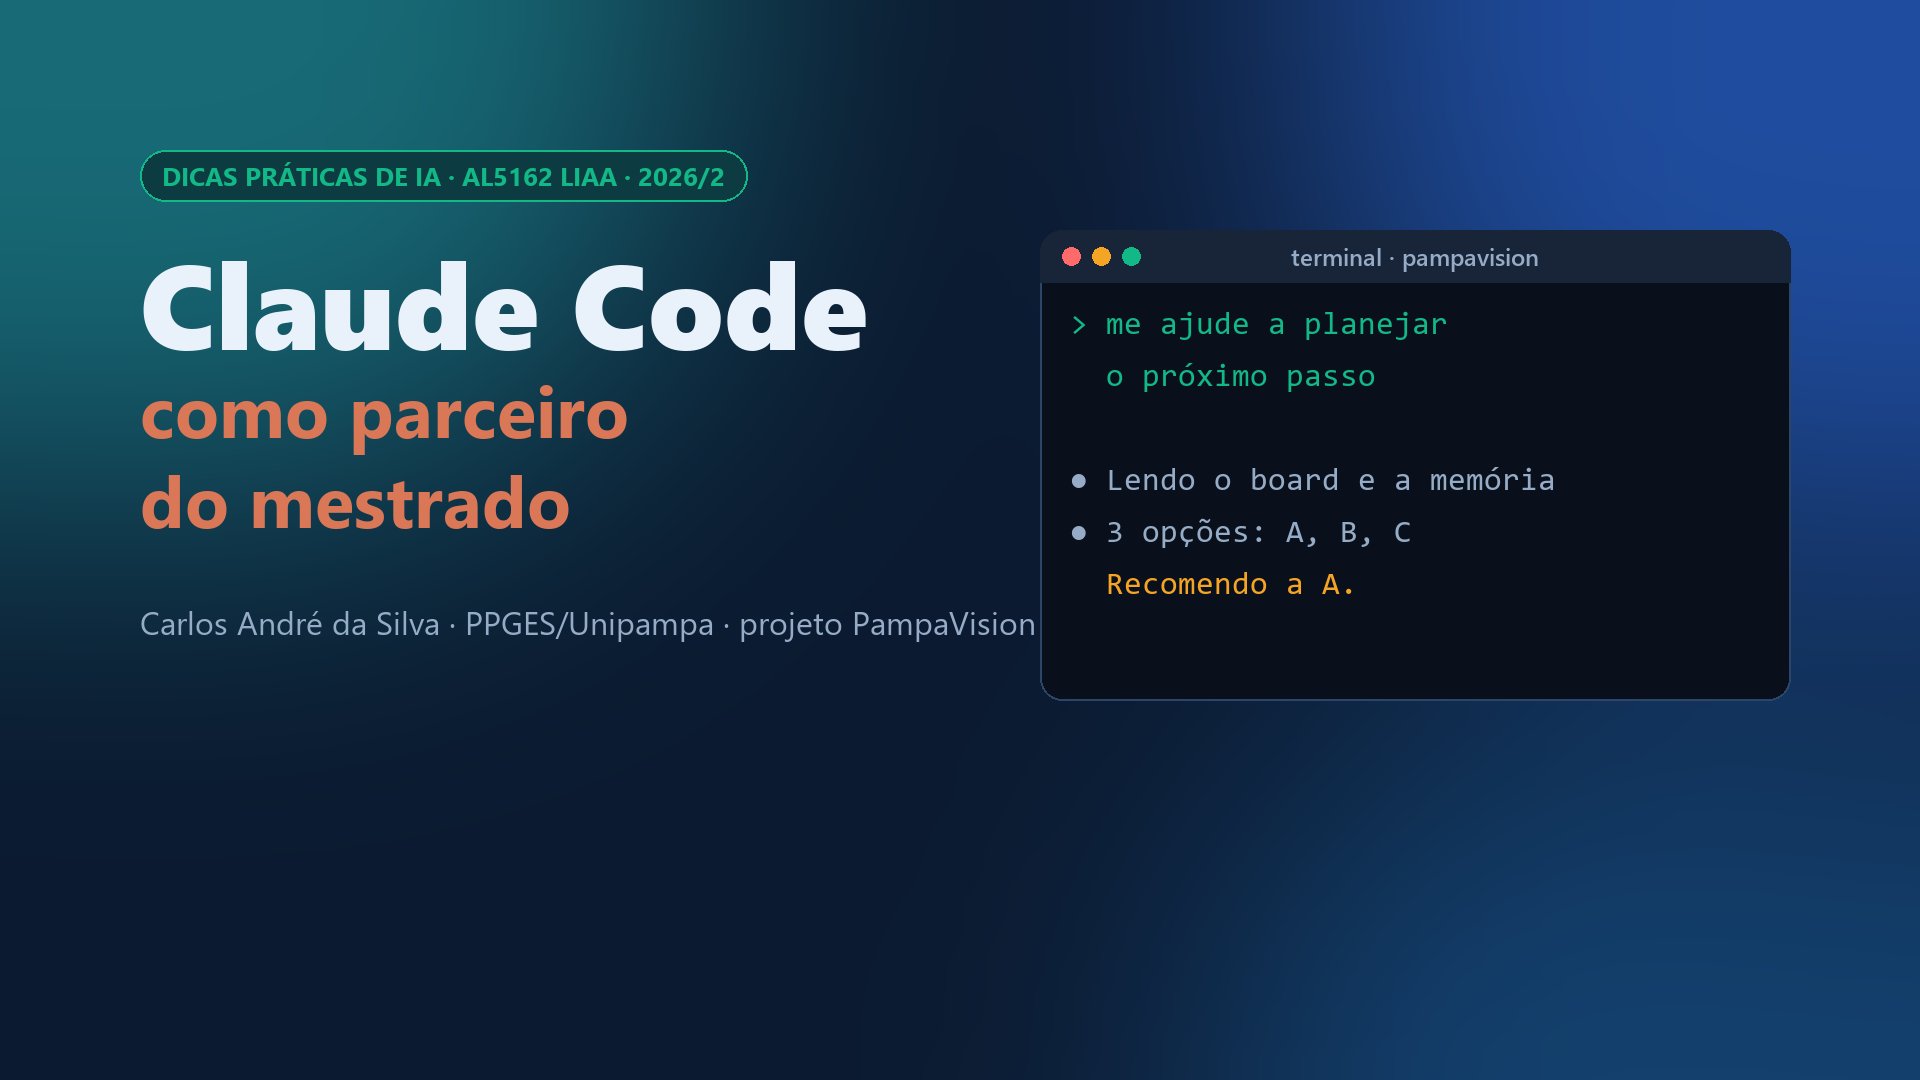 DICAS PRÁTICAS DE IA · AL5162 LIAA · 2026/2
Claude Code
como parceiro
do mestrado
Carlos André da Silva · PPGES/Unipampa · projeto PampaVision
terminal · pampavision
> me ajude a planejar
o próximo passo
● Lendo o board e a memória
● 3 opções: A, B, C
Recomendo a A.